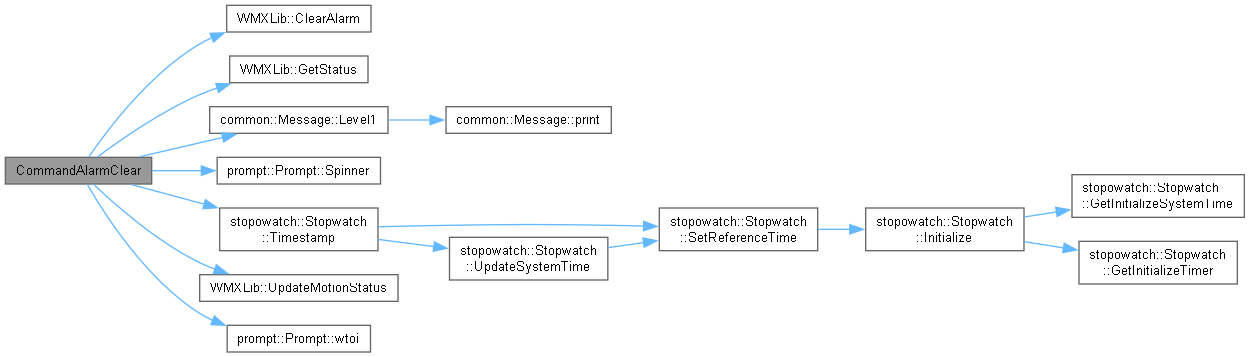 WMXLib::ClearAlarm
WMXLib::GetStatus
common::Message::Level1
common::Message::print
CommandAlarmClear
prompt::Prompt::Spinner
stopowatch::Stopwatch
::Timestamp
stopowatch::Stopwatch
::UpdateSystemTime
stopowatch::Stopwatch
::SetReferenceTime
stopowatch::Stopwatch
::Initialize
stopowatch::Stopwatch
::GetInitializeSystemTime
stopowatch::Stopwatch
::GetInitializeTimer
WMXLib::UpdateMotionStatus
prompt::Prompt::wtoi